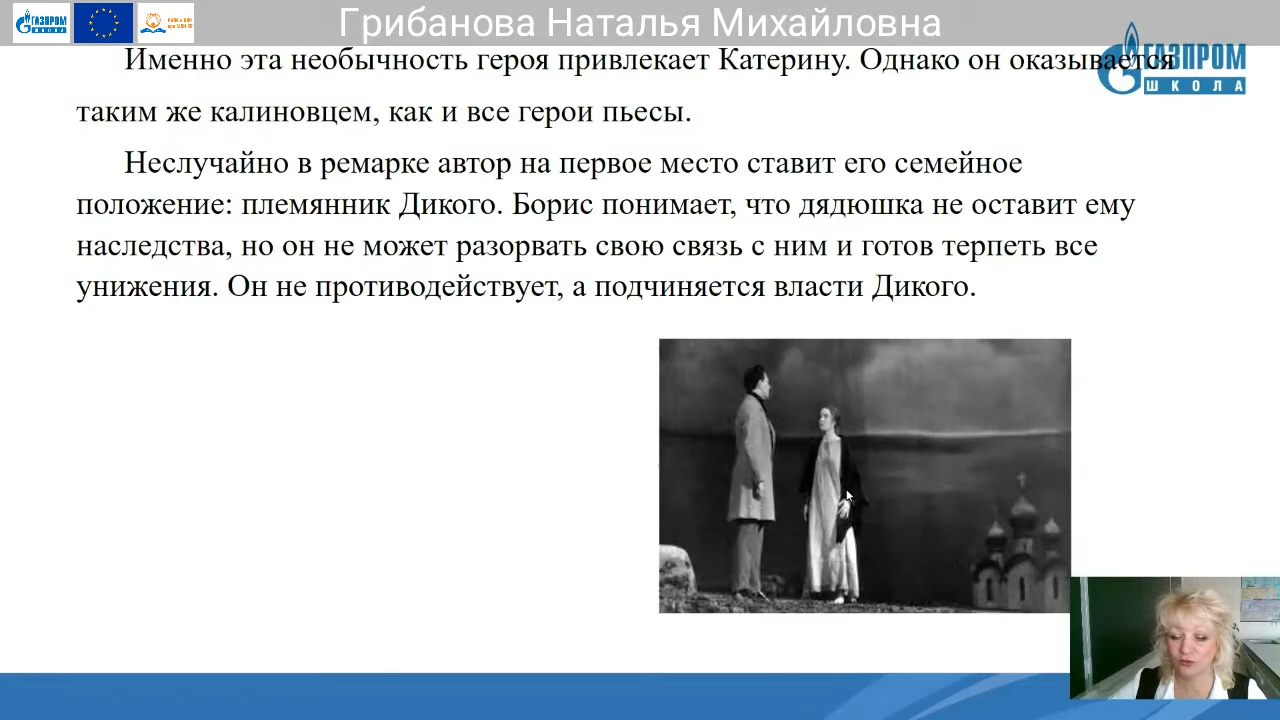 Грибанова Наталья Михайловна
ГАЗПРОМ
ШКОЛА
ГАЗПРОМ
ШКОЛА
Именно эта необычность героя привлекает Катерину. Однако он оказывается
таким же калиновцем, как и все герои пьесы.
Неслучайно в ремарке автор на первое место ставит его семейное
положение: племянник Дикого. Борис понимает, что дядюшка не оставит ему
наследства, но он не может разорвать свою связь с ним и готов терпеть все
унижения. Он не противодействует, а подчиняется власти Дикого.